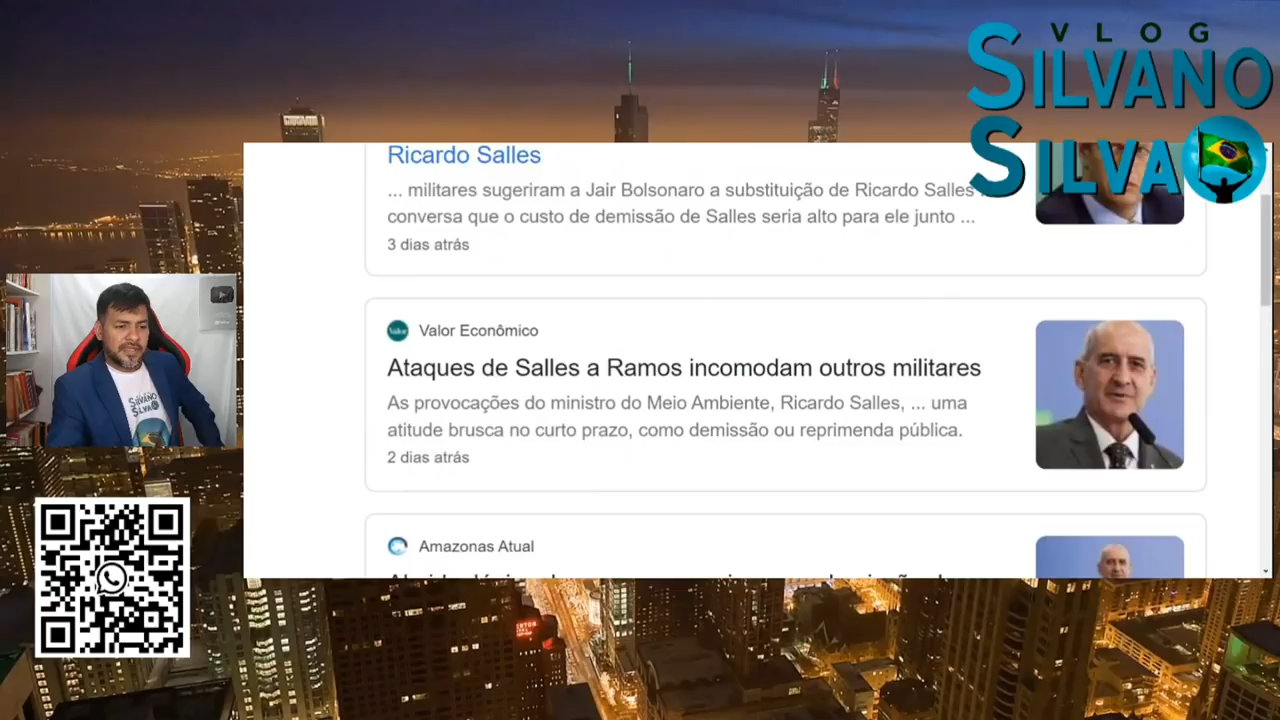 VLOG
SILVANO
SILVA
Ricardo Salles
... militares sugeriram a Jair Bolsonaro a substituição de Ricardo Salles
conversa que o custo de demissão de Salles seria alto para ele junto ...
3 dias atrás
Valor Econômico
Ataques de Salles a Ramos incomodam outros militares
As provocações do ministro do Meio Ambiente, Ricardo Salles, ... uma
atitude brusca no curto prazo, como demissão ou reprimenda pública.
2 dias atrás
Amazonas Atual
SILVANO
SILVA